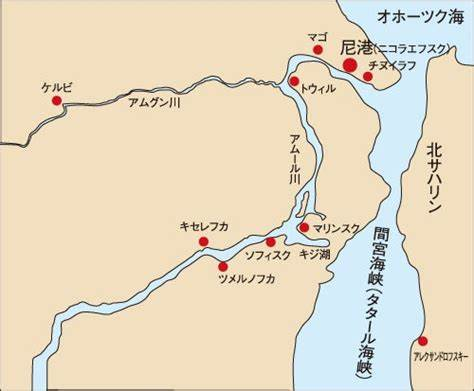 オホーツク海
マゴ
尼港(ニコラエフスク)
チヌイラフ
ケルビ
トウィル
アムグン川
アムール川
北サハリン
キセレフカ
マリンスク
ソフィスク
キジ湖
ツメルノフカ
間宮海峡(タタール海峡)
アレクサンドロフスキー